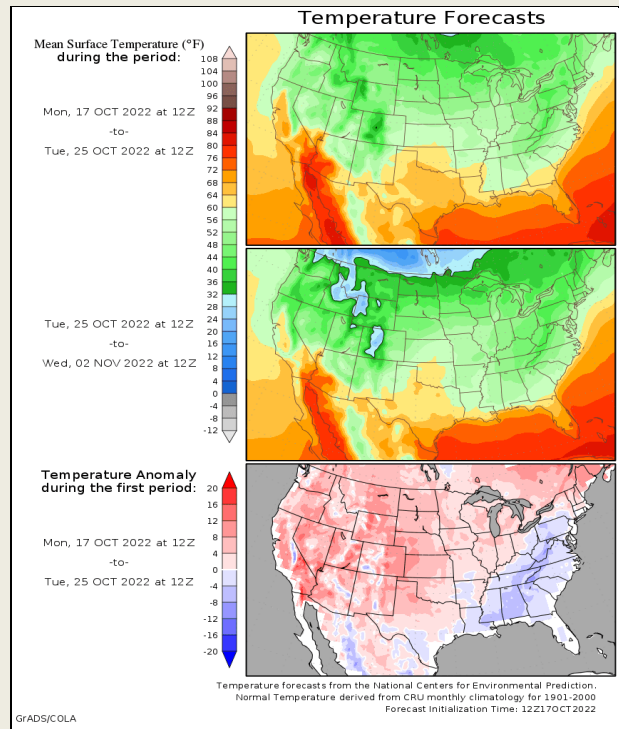 Temperature Forecasts
Mean Surface Temperature (°F)
during the period:
Mon, 17 OCT 2022 at 12Z
-to-
Tue, 25 OCT 2022 at 12Z
108
104
100
96
92
88
84
80
76
72
68
64
60
56
52
48
44
40
36
32
28
24
20
16
12
8
4
0
-4
-8
-12
Tue, 25 OCT 2022 at 12Z
-to-
Wed, 02 NOV 2022 at 12Z
Temperature Anomaly
during the first period:
Mon, 17 OCT 2022 at 12Z
-to-
Tue, 25 OCT 2022 at 12Z
20
16
12
8
4
0
-4
-8
-12
-16
-20
Temperature forecasts from the National Centers for Environmental Prediction.
Normal Temperature derived from CRU monthly climatology for 1901-2000
Forecast Initialization Time: 12Z17OCT2022
GrADS/COLA